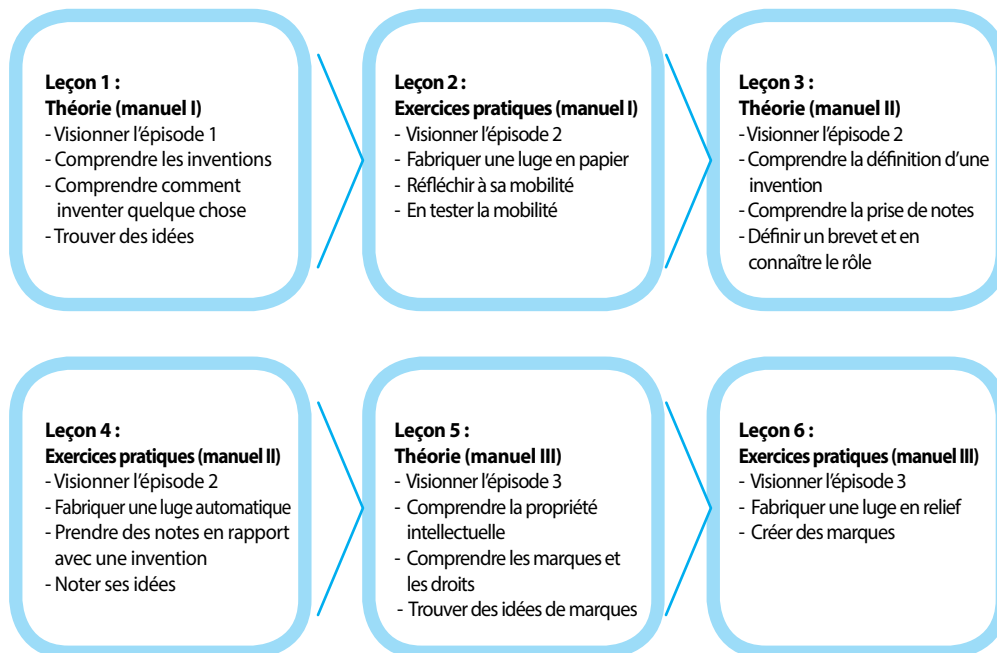 Leçon 1 :
Théorie (manuel I)
- Visionner l’épisode 1
- Comprendre les inventions
- Comprendre comment
inventer quelque chose
- Trouver des idées
Leçon 2 :
Exercices pratiques (manuel I)
- Visionner l’épisode 2
- Fabriquer une luge en papier
- Réfléchir à sa mobilité
- En tester la mobilité
Leçon 3 :
Théorie (manuel II)
- Visionner l’épisode 2
- Comprendre la définition d’une
invention
- Comprendre la prise de notes
- Définir un brevet et en
connaître le rôle
Leçon 4 :
Exercices pratiques (manuel II)
- Visionner l’épisode 2
- Fabriquer une luge automatique
- Prendre des notes en rapport
avec une invention
- Noter ses idées
Leçon 5 :
Théorie (manuel III)
- Visionner l’épisode 3
- Comprendre la propriété
intellectuelle
- Comprendre les marques et
les droits
- Trouver des idées de marques
Leçon 6 :
Exercices pratiques (manuel III)
- Visionner l’épisode 3
- Fabriquer une luge en relief
- Créer des marques